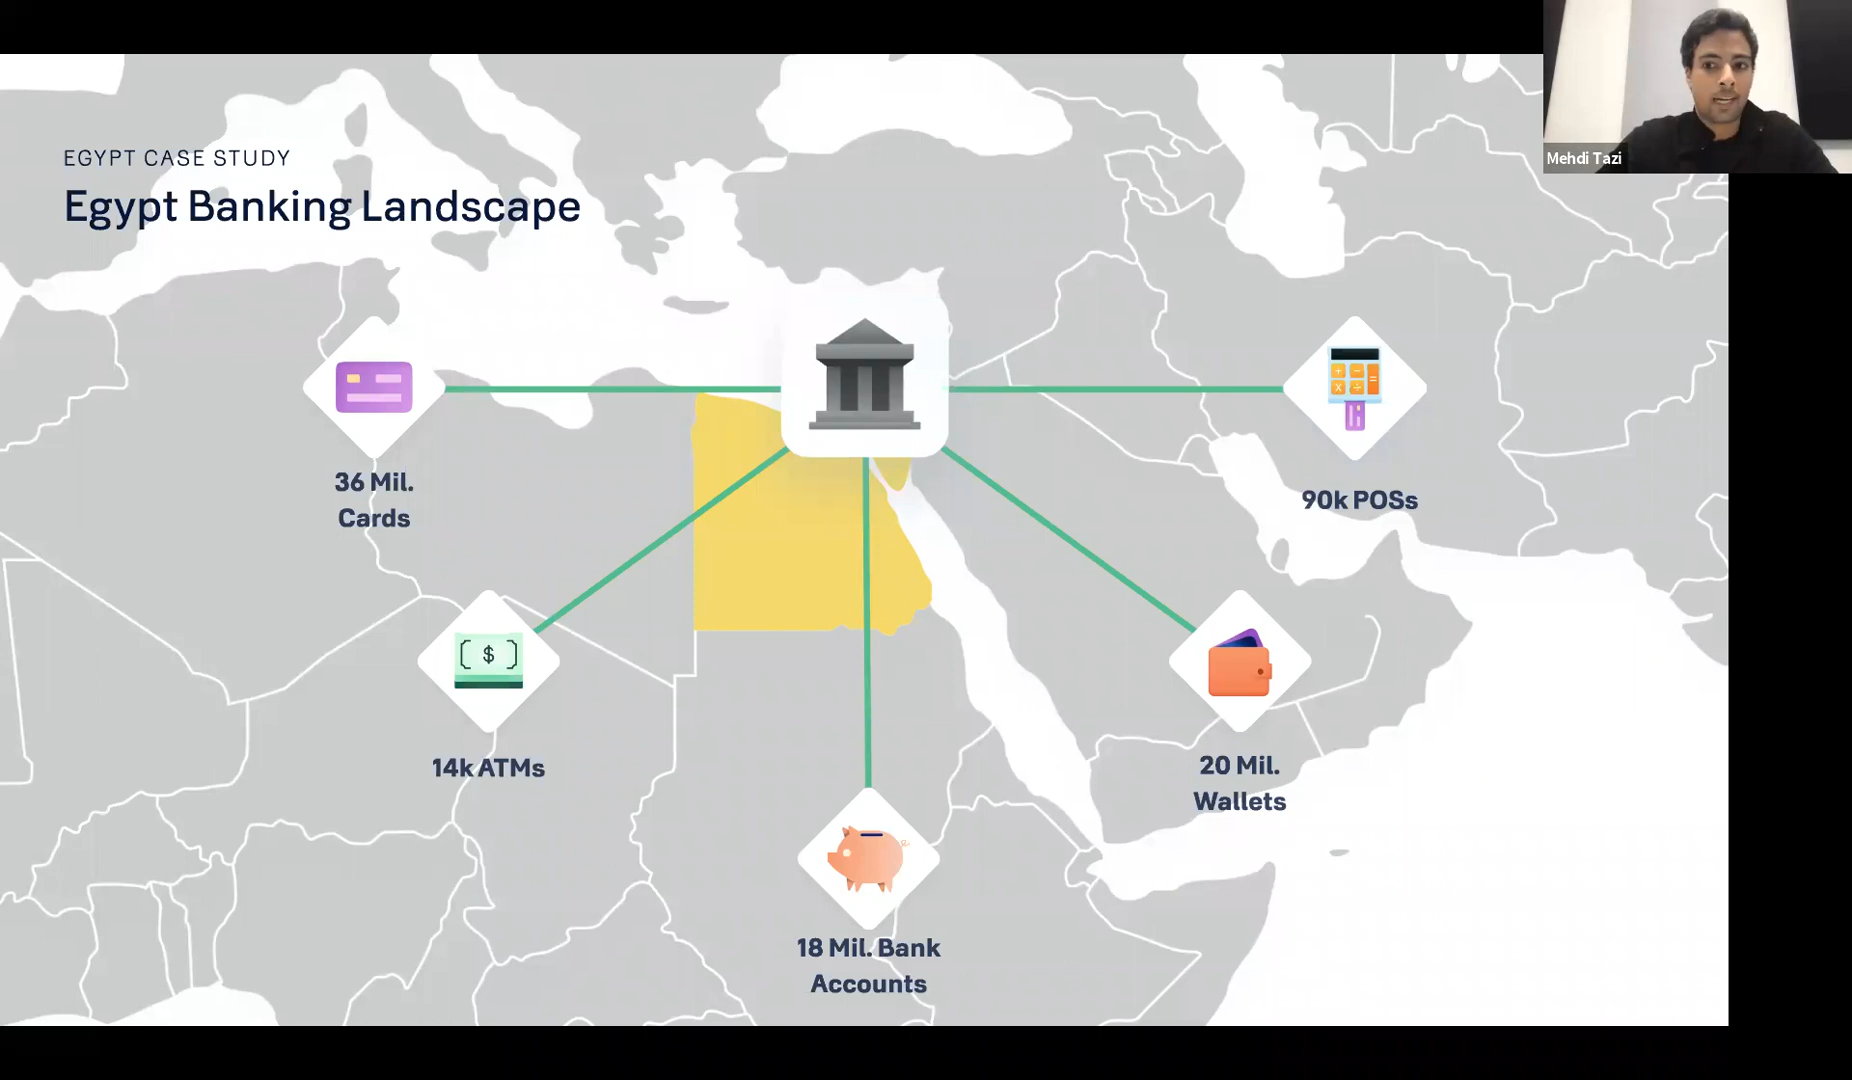 EGYPT CASE STUDY
Egypt Banking Landscape
Mehdi Tazi
36 Mil.
Cards
90k POSs
14k ATMs
$
20 Mil.
Wallets
18 Mil. Bank
Accounts